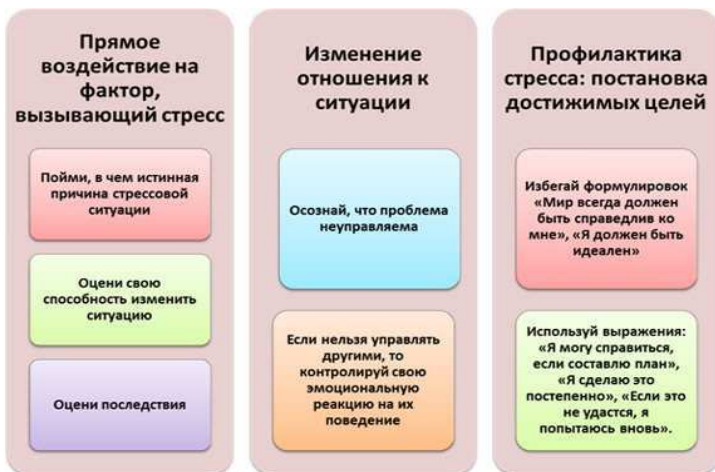 Прямое
воздействие на
фактор,
вызывающий стресс
Пойми, в чем истинная
причина стрессовой
ситуации
Оцени свою
способность изменить
ситуацию
Оцени последствия
Изменение
отношения к
ситуации
Осознай, что проблема
неуправляема
Если нельзя управлять
другими, то
контролируй свою
эмоциональную
реакцию на их
поведение
Профилактика
стресса: постановка
достижимых целей
Избегай формулировок
«Мир всегда должен
быть справедлив ко
мне», «Я должен быть
идеален»
Используй выражения:
«Я могу справиться,
если составлю план»,
«Я сделаю это
постепенно», «Если это
не удастся, я
попытаюсь вновь».